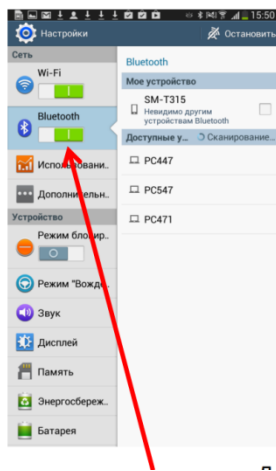 15:50
Настройки
Остановить
Сеть
Wi-Fi
Bluetooth
Использовани..
Дополнительн..
Устройство
Режим блокир..
Режим "Вожде..
Звук
Дисплей
Память
Энергосбереж..
Батарея
Bluetooth
Мое устройство
SM-T315
Невидимо другим
устройствам Bluetooth
Доступные у... Сканирование...
PC447
PC547
PC471